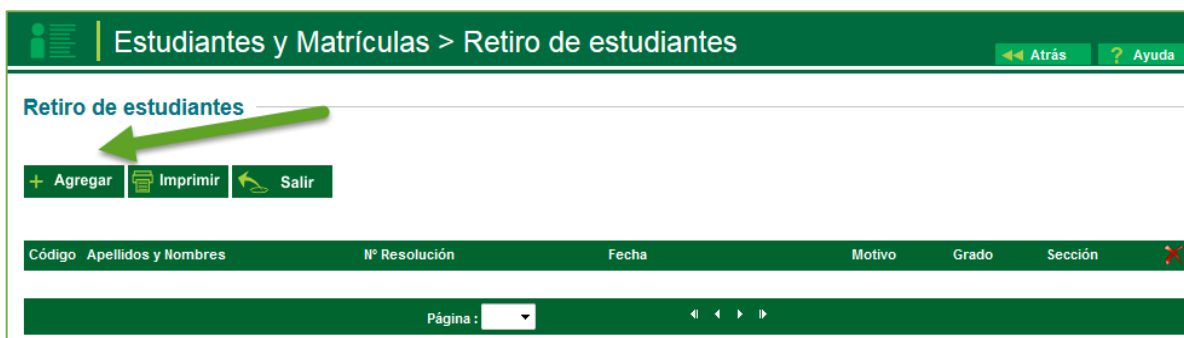 Estudiantes y Matrículas > Retiro de estudiantes
Atrás ? Ayuda
Retiro de estudiantes
+ Agregar Imprimir Salir
Código Apellidos y Nombres Nº Resolución Fecha Motivo Grado Sección
Página :